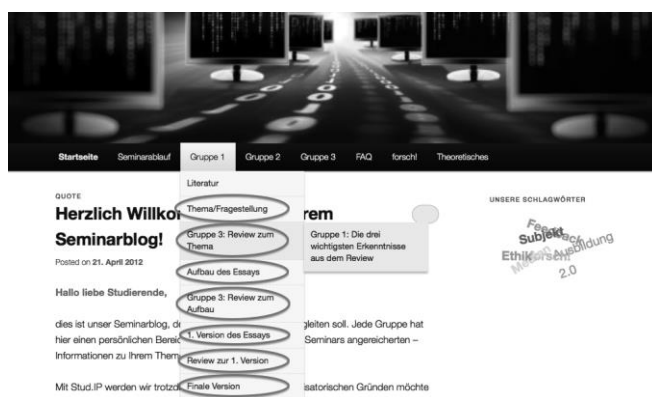 Startseite Seminarablauf Gruppe 1 Gruppe 2 Gruppe 3 FAQ forsch! Theoretisches
QUOTE
Herzlich Willko rem
Seminarblog!
Posted on 21. April 2012
Hallo liebe Studierende,
dies ist unser Seminarblog, de gleiten soll. Jede Gruppe hat
hier einen persönlichen Bereic Seminars angereicherten –
Informationen zu Ihrem Them
Mit Stud.IP werden wir trotzd isatorischen Gründen möchte
Literatur
Thema/Fragestellung
Gruppe 3: Review zum
Thema
Aufbau des Essays
Gruppe 3: Review zum
Aufbau
1. Version des Essays
Review zur 1. Version
Finale Version
Gruppe 1: Die drei
wichtigsten Erkenntnisse
aus dem Review
UNSERE SCHLAGWÖRTER
Subjekt
Ethik
Ausbildung
2.0